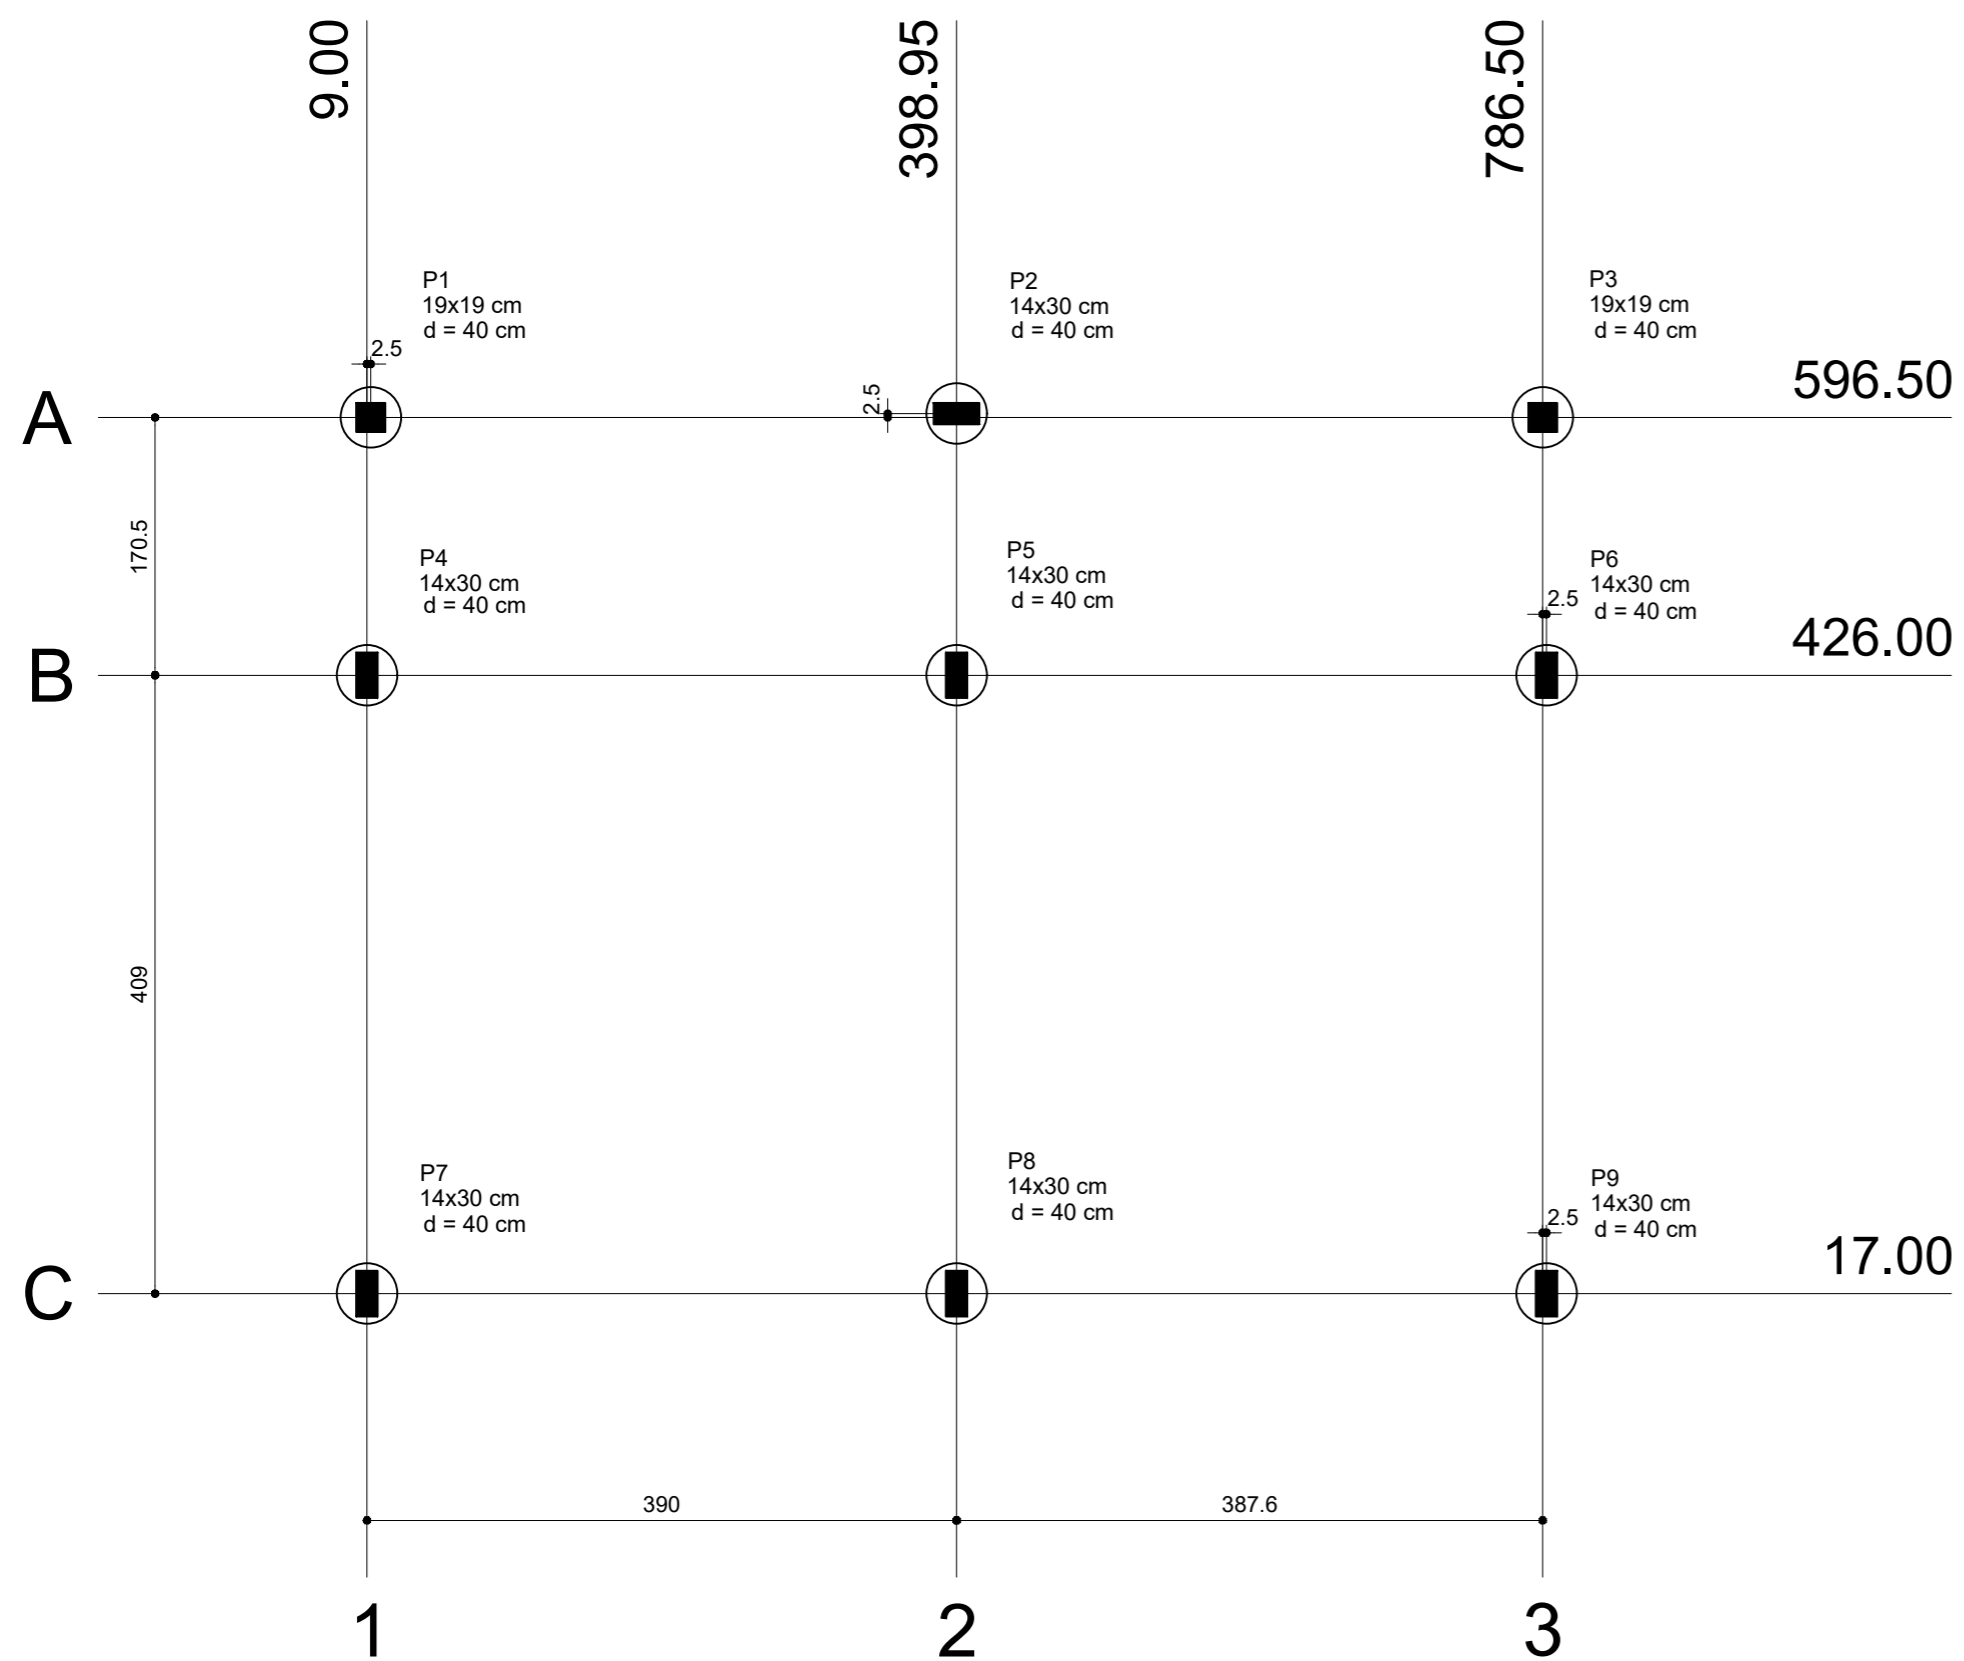 9.00
398.95
786.50
P1
19x19 cm
d = 40 cm
2.5
P2
14x30 cm
d = 40 cm
2.5
P3
19x19 cm
d = 40 cm
596.50
A
170.5
P4
14x30 cm
d = 40 cm
P5
14x30 cm
d = 40 cm
P6
14x30 cm
d = 40 cm
2.5
426.00
B
409
P7
14x30 cm
d = 40 cm
P8
14x30 cm
d = 40 cm
P9
14x30 cm
d = 40 cm
2.5
17.00
C
390
387.6
1
2
3